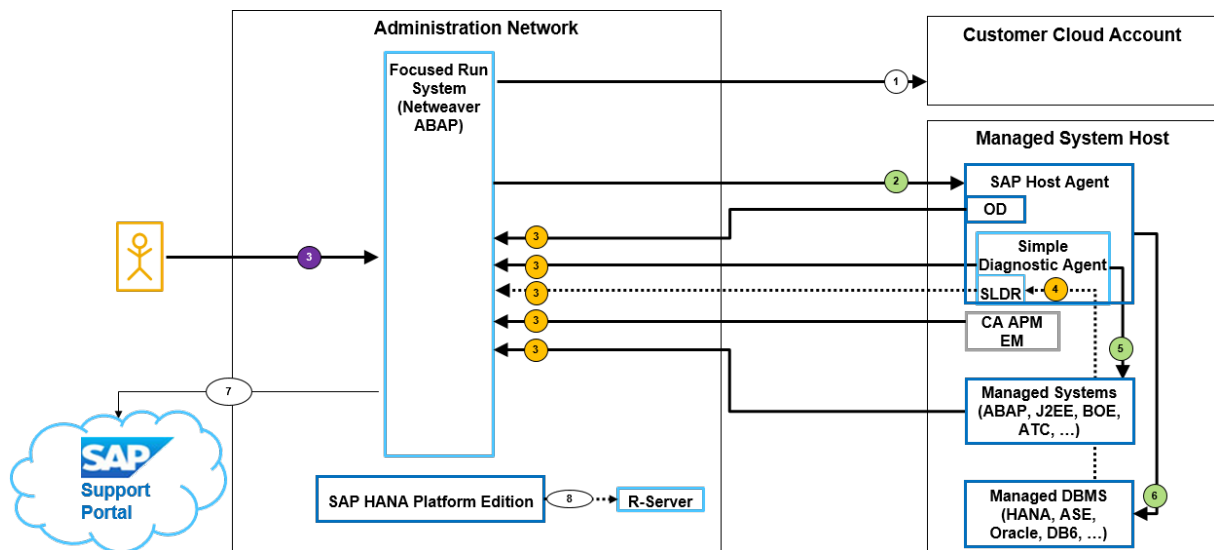 Administration Network
Customer Cloud Account
Focused Run
System
(Netweaver
ABAP)
1
Managed System Host
2
SAP Host Agent
OD
3
3
3
Simple
Diagnostic Agent
3
SLDR
4
3
CA APM
EM
3
5
7
Managed Systems
(ABAP, J2EE, BOE,
ATC, ...)
SAP
Support
Portal
SAP HANA Platform Edition
8
R-Server
Managed DBMS
(HANA, ASE,
Oracle, DB6, ...)
6